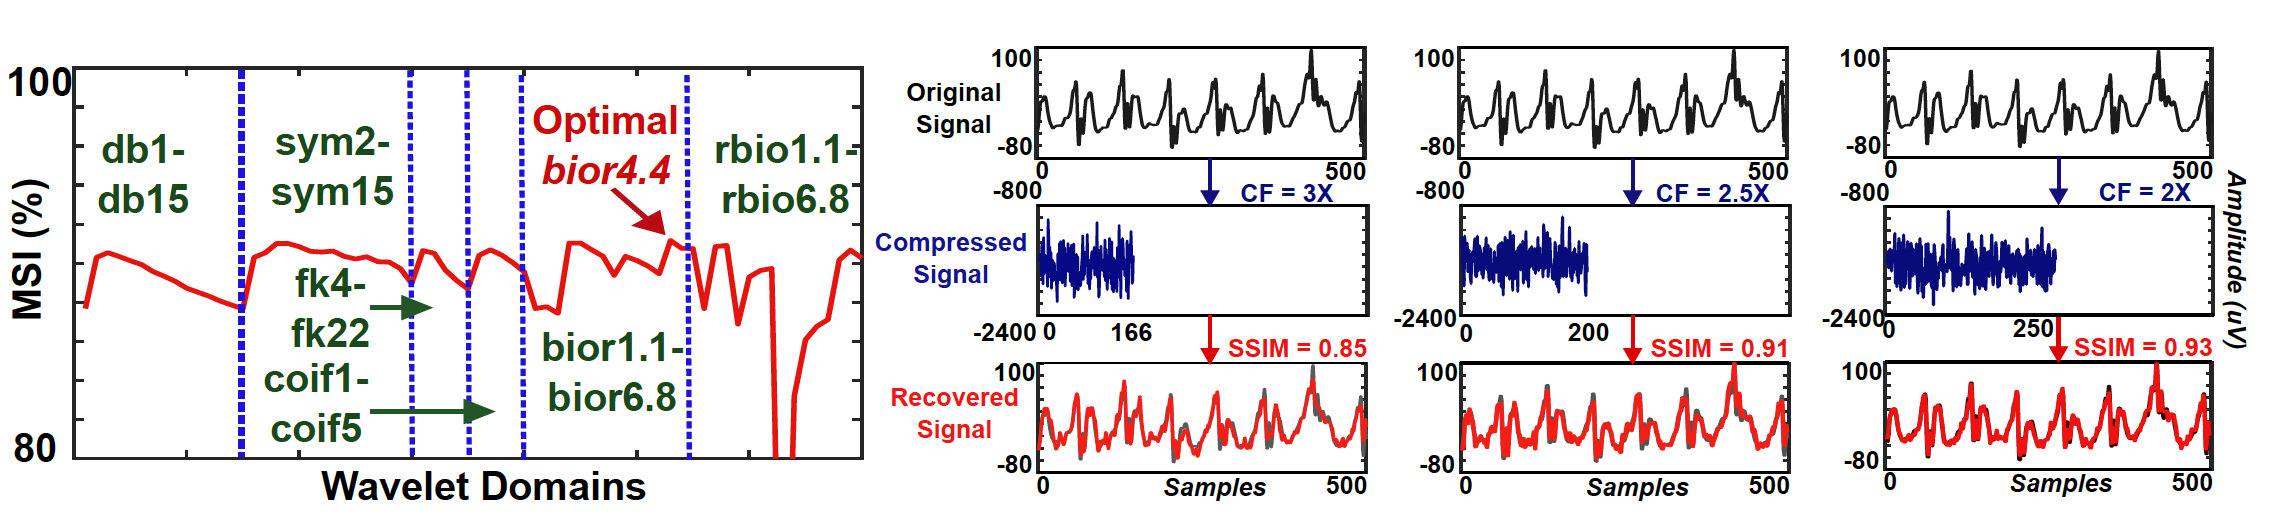 100
MSI (%)
80
db1-
db15
sym2-
sym15
fk4-
fk22
coif1-
coif5
Optimal
bior4.4
bior1.1-
bior6.8
rbio1.1-
rbio6.8
Wavelet Domains
Original
Signal
100
-80
0
500
CF = 3X
Compressed
Signal
-800
-2400
0
166
SSIM = 0.85
Recovered
Signal
100
-80
0
Samples
500
100
-80
0
500
CF = 2.5X
-800
-2400
0
200
SSIM = 0.91
100
-80
0
Samples
500
100
-80
0
500
CF = 2X
-800
-2400
0
250
SSIM = 0.93
100
-80
0
Samples
500
Amplitude (uV)